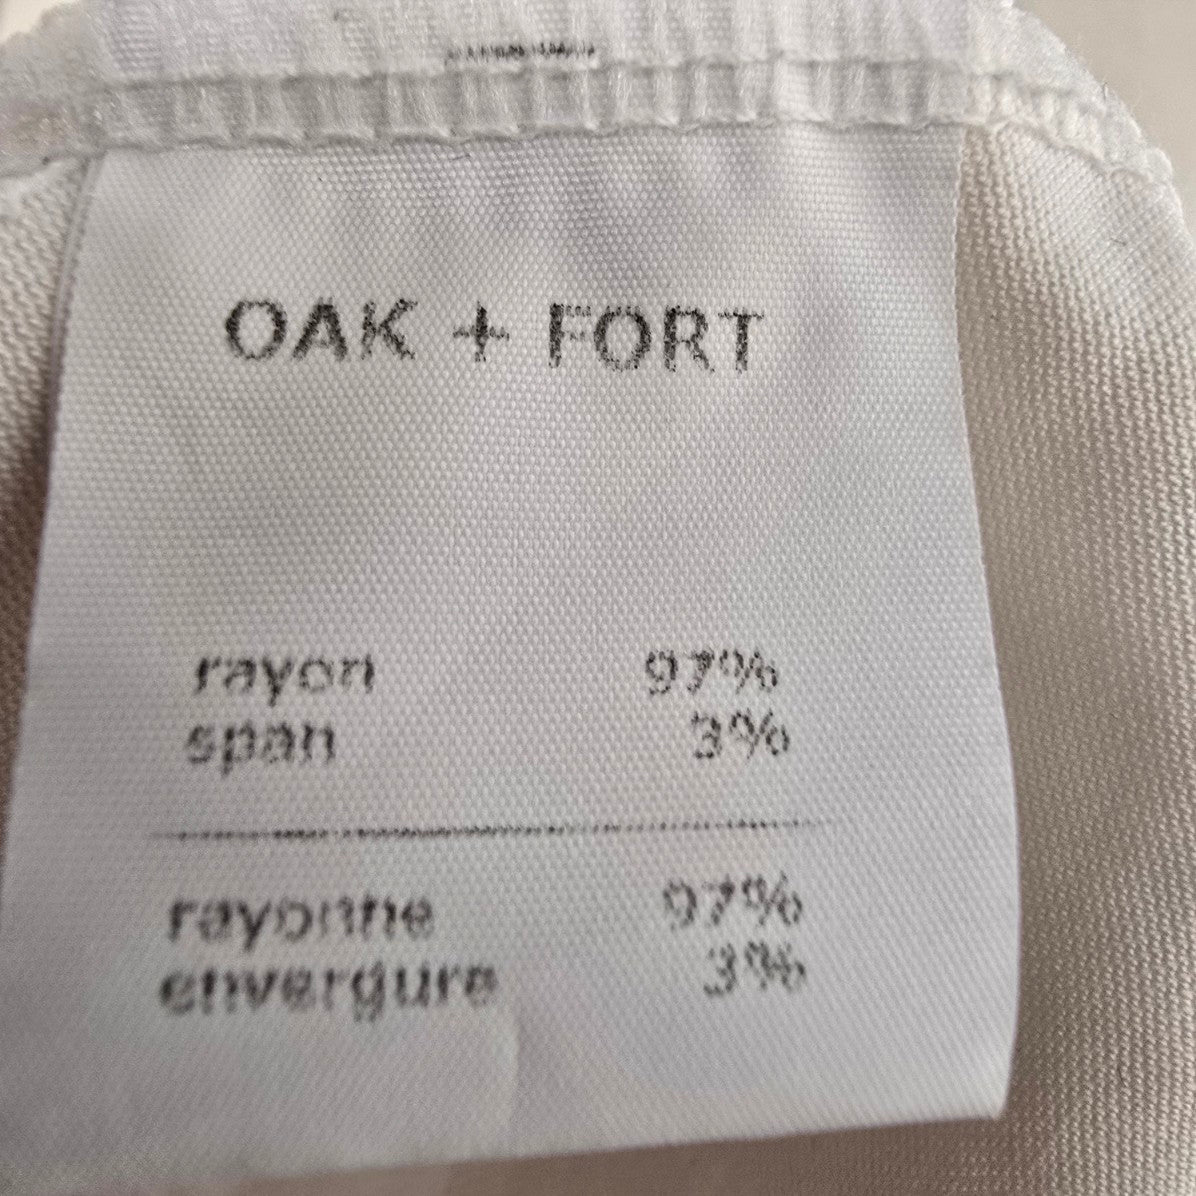 OAK + FORT
rayon 97%
span 3%
rayonne 97%
envergure 3%